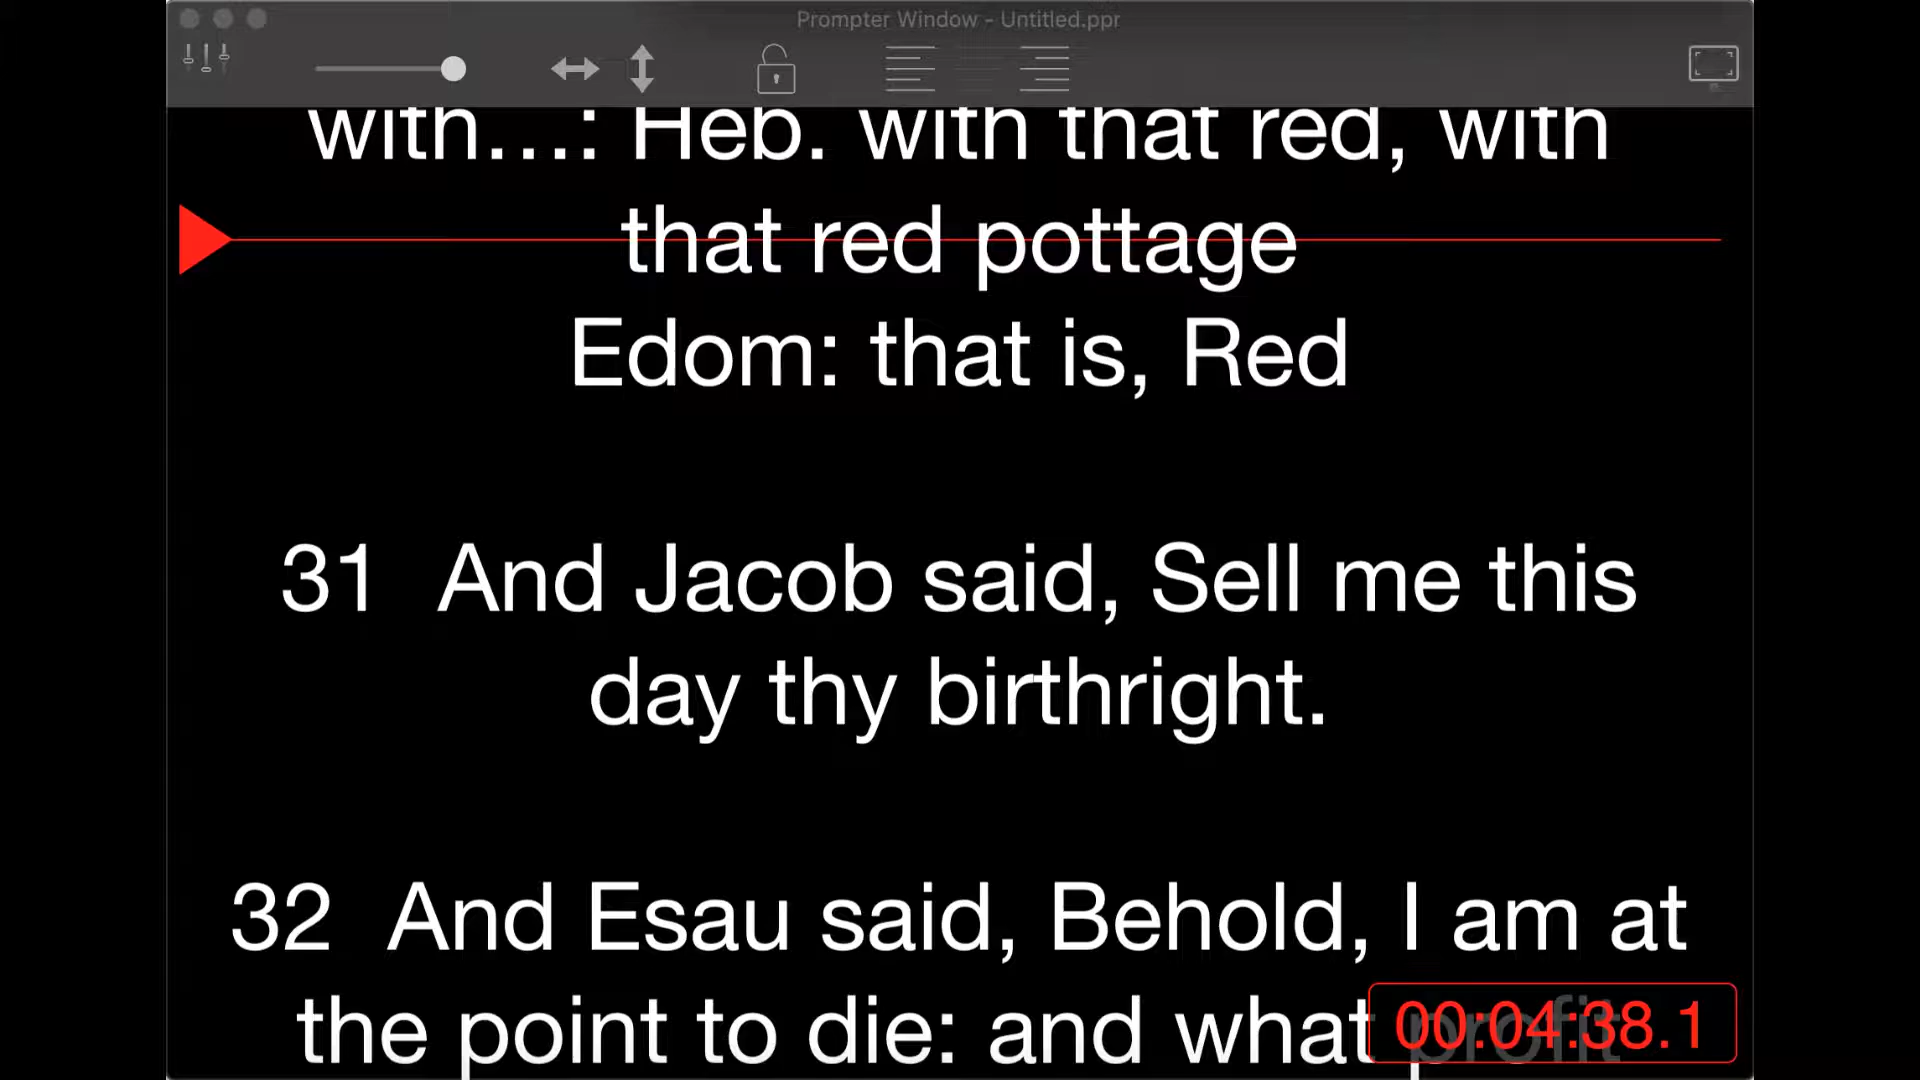 Prompter Window - Untitled.ppr
with...: Heb. with that red, with
that red pottage
Edom: that is, Red
31 And Jacob said, Sell me this
day thy birthright.
32 And Esau said, Behold, I am at
the point to die: and what profit
00:04:38.1